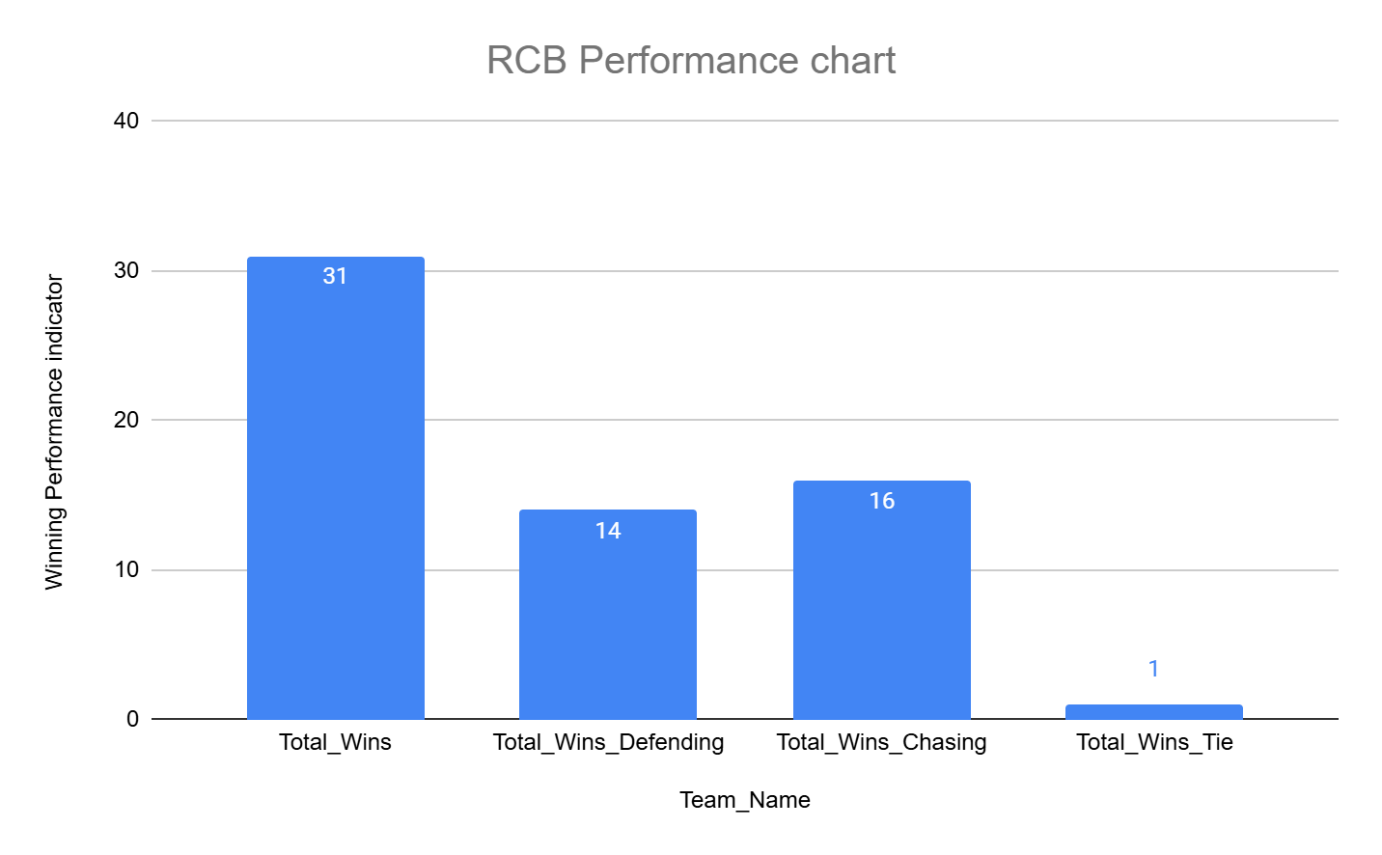 RCB Performance chart
40
30
20
10
0
Winning Performance indicator
31
14
16
1
Total_Wins
Total_Wins_Defending
Total_Wins_Chasing
Total_Wins_Tie
Team_Name